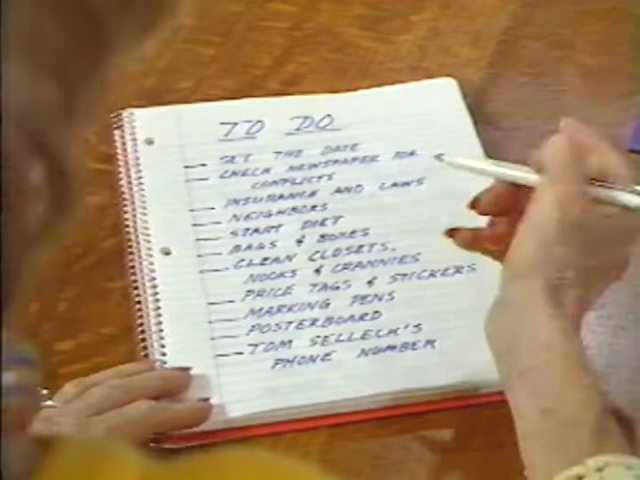 TO DO
- SET THE DATE
- CHECK NEWSPAPER FOR
CONFLICTS
- INSURANCE AND LAWS
- NEIGHBORS
- START DIET
- BAGS & BOXES
- CLEAN CLOSETS,
NOOKS & CRANNIES
- PRICE TAGS & STICKERS
- MARKING PENS
- POSTERBOARD
- TOM SELLECK'S
PHONE NUMBER